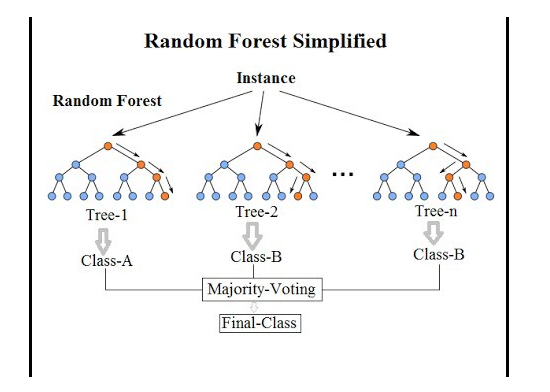 Random Forest Simplified
Instance
Random Forest
...
Tree-1 Tree-2 Tree-n
Class-A Class-B Class-B
Majority-Voting
Final-Class